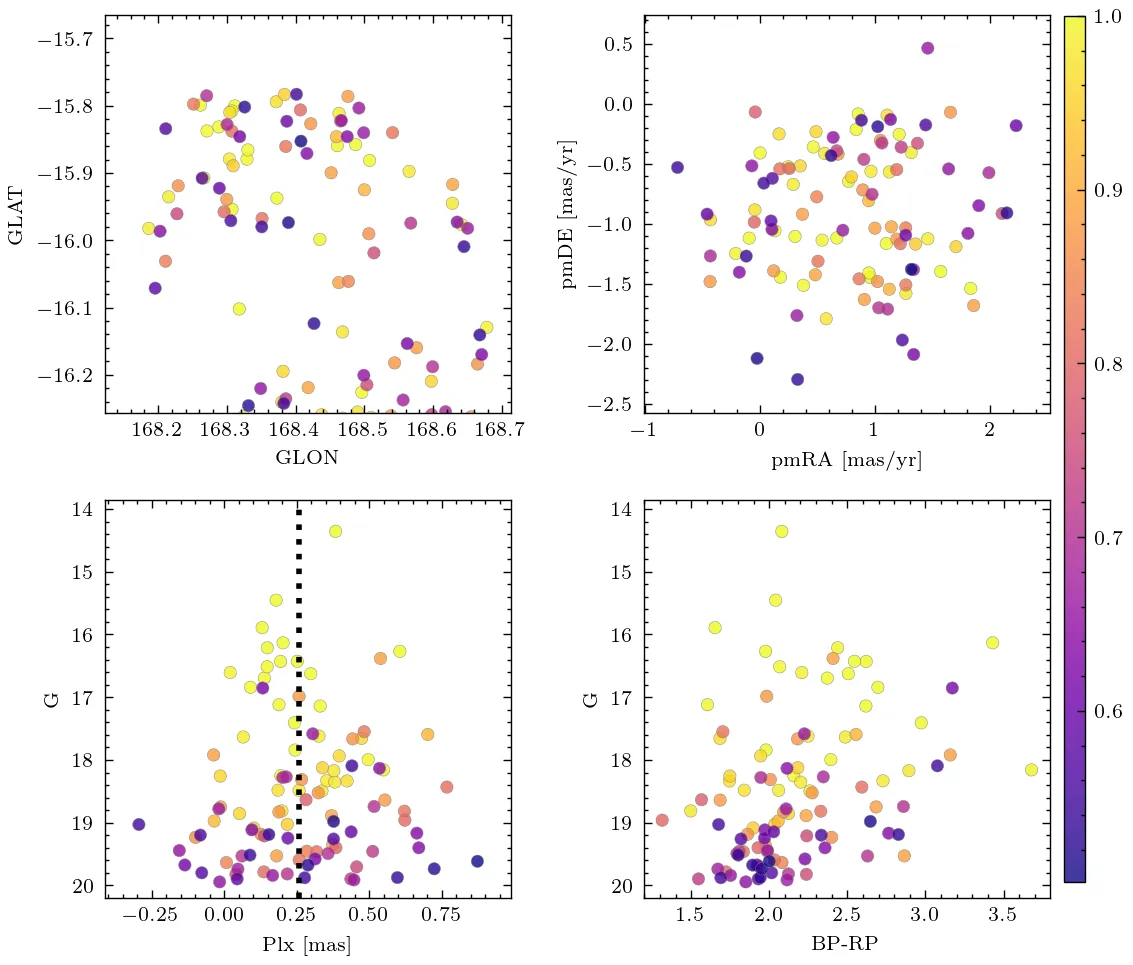 −15.7
−15.8
−15.9
−16.0
−16.1
−16.2
GLAT
168.2 168.3 168.4 168.5 168.6 168.7
GLON
0.5
0.0
−0.5
−1.0
−1.5
−2.0
−2.5
pmDE [mas/yr]
−1 0 1 2
pmRA [mas/yr]
1.0
0.9
0.8
0.7
0.6
14
15
16
17
18
19
20
G
−0.25 0.00 0.25 0.50 0.75
Plx [mas]
14
15
16
17
18
19
20
G
1.5 2.0 2.5 3.0 3.5
BP-RP